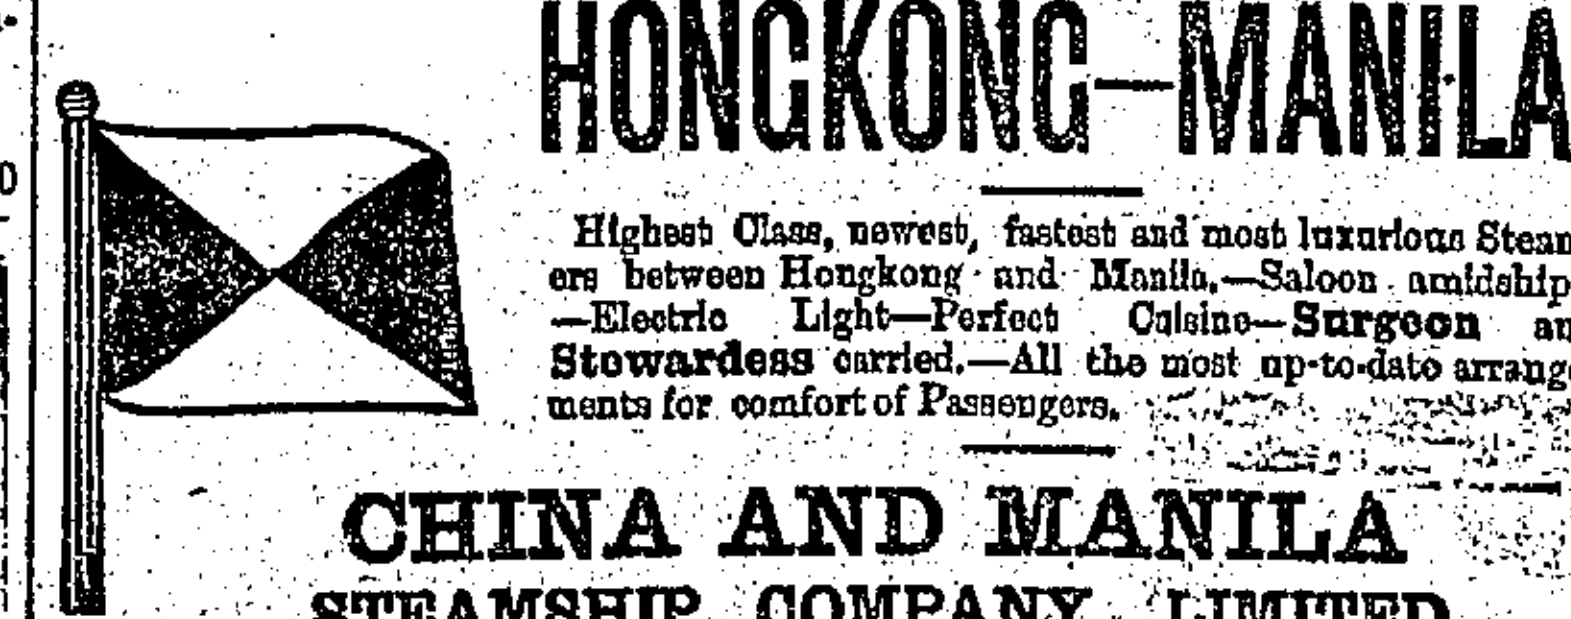 HONGKONG—MANILA
Highest Class, newest, fastest and most luxurious Steam
ers between Hongkong and Manila.—Saloon amidship
—Electric Light—Perfect Cuisine—Surgeon an
Stewardess carried.—All the most up-to-date arrange
ments for comfort of Passengers.
CHINA AND MANILA
STEAMSHIP COMPANY LIMITED